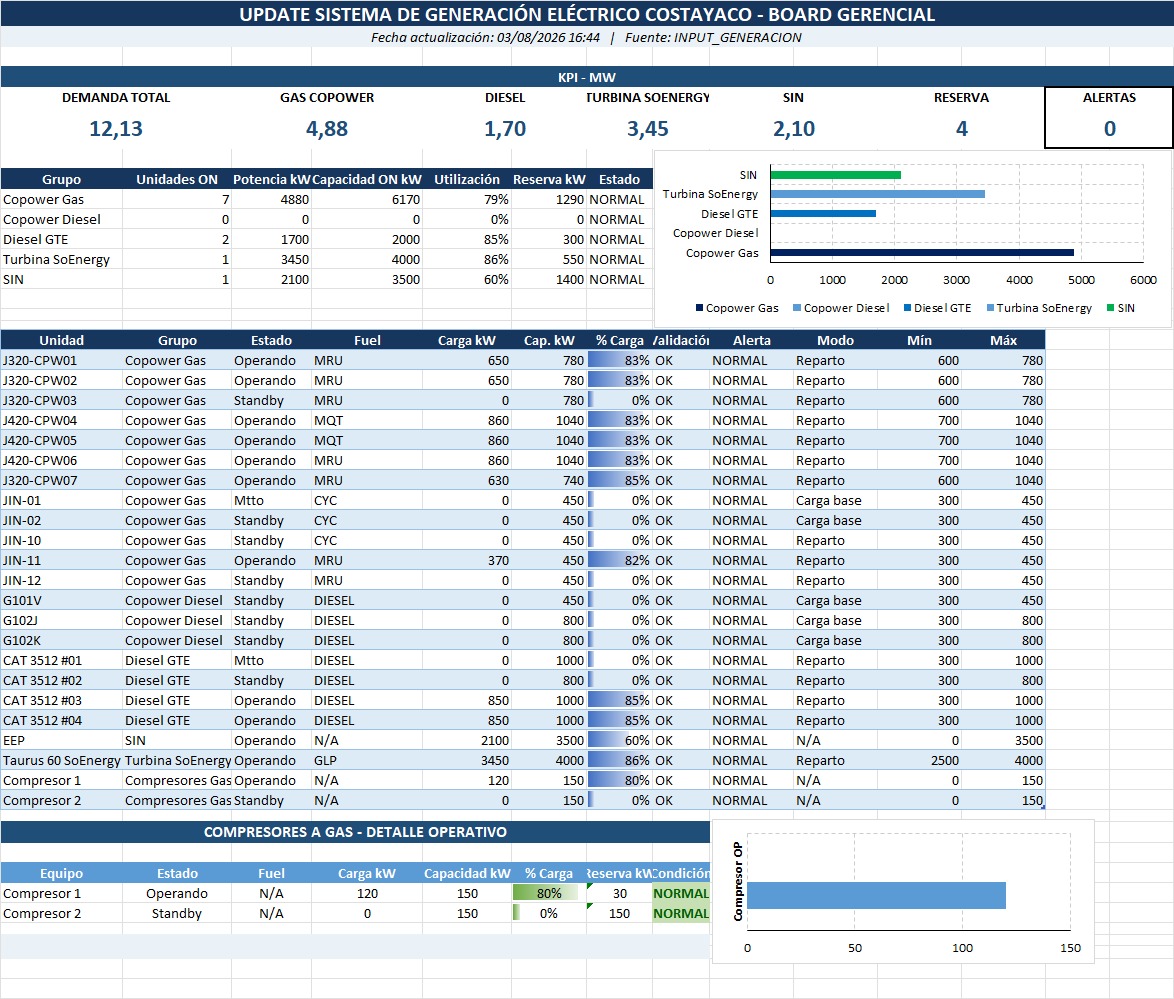 UPDATE SISTEMA DE GENERACIÓN ELÉCTRICO COSTAYACO - BOARD GERENCIAL
Fecha actualización: 03/08/2026 16:44 | Fuente: INPUT_GENERACION
KPI - MW
DEMANDA TOTAL GAS COPOWER DIESEL TURBINA SOENERGY SIN RESERVA ALERTAS
12,13 4,88 1,70 3,45 2,10 4 0
Grupo Unidades ON Potencia kW Capacidad ON kW Utilización Reserva kW Estado
Copower Gas 7 4880 6170 79% 1290 NORMAL
Copower Diesel 0 0 0 0% 0 NORMAL
Diesel GTE 2 1700 2000 85% 300 NORMAL
Turbina SoEnergy 1 3450 4000 86% 550 NORMAL
SIN 1 2100 3500 60% 1400 NORMAL
SIN
Turbina SoEnergy
Diesel GTE
Copower Diesel
Copower Gas
0 1000 2000 3000 4000 5000 6000
Copower Gas Copower Diesel Diesel GTE Turbina SoEnergy SIN
Unidad Grupo Estado Fuel Carga kW Cap. kW % Carga Validación Alerta Modo Mín Máx
J320-CPW01 Copower Gas Operando MRU 650 780 83% OK NORMAL Reparto 600 780
J320-CPW02 Copower Gas Operando MRU 650 780 83% OK NORMAL Reparto 600 780
J320-CPW03 Copower Gas Standby MRU 0 780 0% OK NORMAL Reparto 600 780
J420-CPW04 Copower Gas Operando MQT 860 1040 83% OK NORMAL Reparto 700 1040
J420-CPW05 Copower Gas Operando MQT 860 1040 83% OK NORMAL Reparto 700 1040
J420-CPW06 Copower Gas Operando MRU 860 1040 83% OK NORMAL Reparto 700 1040
J320-CPW07 Copower Gas Operando MRU 630 740 85% OK NORMAL Reparto 600 1040
JIN-01 Copower Gas Mtto CYC 0 450 0% OK NORMAL Carga base 300 450
JIN-02 Copower Gas Standby CYC 0 450 0% OK NORMAL Carga base 300 450
JIN-10 Copower Gas Standby CYC 0 450 0% OK NORMAL Carga base 300 450
JIN-11 Copower Gas Operando MRU 370 450 82% OK NORMAL Reparto 300 450
JIN-12 Copower Gas Standby MRU 0 450 0% OK NORMAL Reparto 300 450
G101V Copower Diesel Standby DIESEL 0 450 0% OK NORMAL Carga base 300 450
G102J Copower Diesel Standby DIESEL 0 800 0% OK NORMAL Carga base 300 800
G102K Copower Diesel Standby DIESEL 0 800 0% OK NORMAL Carga base 300 800
CAT 3512 #01 Diesel GTE Mtto DIESEL 0 1000 0% OK NORMAL Reparto 300 1000
CAT 3512 #02 Diesel GTE Standby DIESEL 0 800 0% OK NORMAL Reparto 300 800
CAT 3512 #03 Diesel GTE Operando DIESEL 850 1000 85% OK NORMAL Reparto 300 1000
CAT 3512 #04 Diesel GTE Operando DIESEL 850 1000 85% OK NORMAL Reparto 300 1000
EEP SIN Operando N/A 2100 3500 60% OK NORMAL N/A 0 3500
Taurus 60 SoEnergy Turbina SoEnergy Operando GLP 3450 4000 86% OK NORMAL Reparto 2500 4000
Compresor 1 Compresores Gas Operando N/A 120 150 80% OK NORMAL N/A 0 150
Compresor 2 Compresores Gas Standby N/A 0 150 0% OK NORMAL N/A 0 150
COMPRESORES A GAS - DETALLE OPERATIVO
Equipo Estado Fuel Carga kW Capacidad kW % Carga Reserva kW Condición
Compresor 1 Operando N/A 120 150 80% 30 NORMAL
Compresor 2 Standby N/A 0 150 0% 150 NORMAL
Compresor OP
0 50 100 150